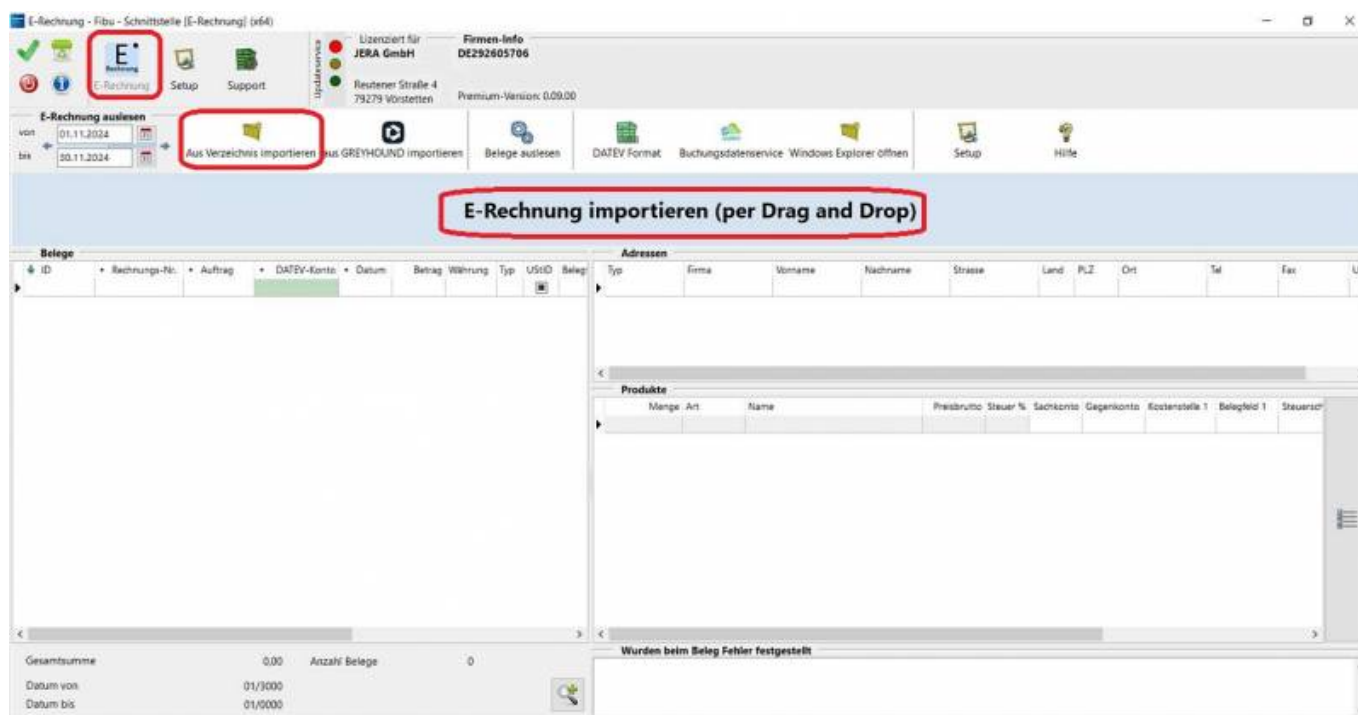 E-Rechnung - Fibu - Schnittstelle [E-Rechnung] (x64)
E
Rechnung
E-Rechnung
Setup
Support
Updateservice
Lizenziert für
JERA GmbH
Reutener Straße 4
79279 Vörstetten
Firmen-Info
DE292605706
Premium-Version: 0.09.00
E-Rechnung auslesen
von 01.11.2024
bis 30.11.2024
Aus Verzeichnis importieren
aus GREYHOUND importieren
Belege auslesen
DATEV Format
Buchungsdatenservice
Windows Explorer öffnen
Setup
Hilfe
E-Rechnung importieren (per Drag and Drop)
Belege
ID Rechnungs-Nr. Auftrag DATEV-Konto Datum Betrag Währung Typ UStID Beleg
Adressen
Typ Firma Vorname Nachname Strasse Land PLZ Ort Tel Fax U
Produkte
Menge Art Name Preisbrutto Steuer % Sachkonto Gegenkonto Kostenstelle 1 Belegfeld 1 Steuersch
Gesamtsumme 0,00 Anzahl Belege 0
Datum von 01/3000
Datum bis 01/0000
Wurden beim Beleg Fehler festgestellt